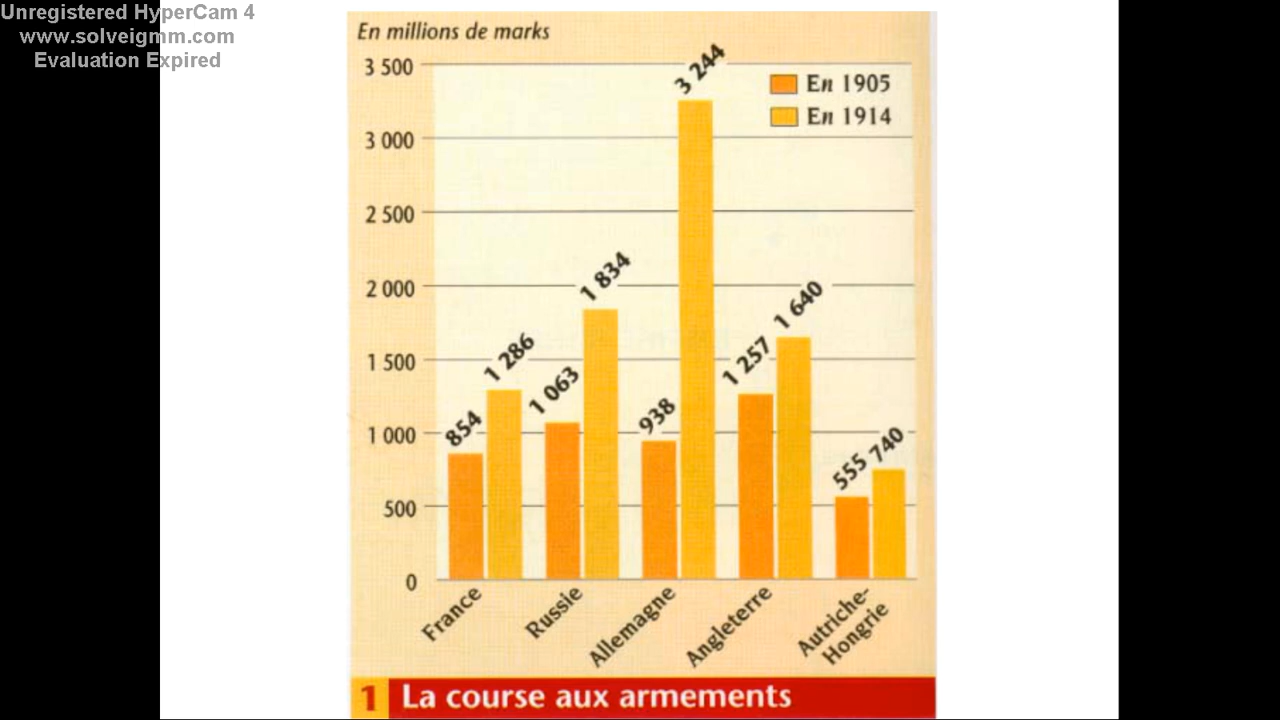 Unregistered HyperCam 4
www.solveigmm.com
Evaluation Expired
En millions de marks
3 500
3 000
2 500
2 000
1 500
1 000
500
0
En 1905
En 1914
854
1 286
1 063
1 834
938
3 244
1 257
1 640
555
740
France
Russie
Allemagne
Angleterre
Autriche-
Hongrie
1 La course aux armements